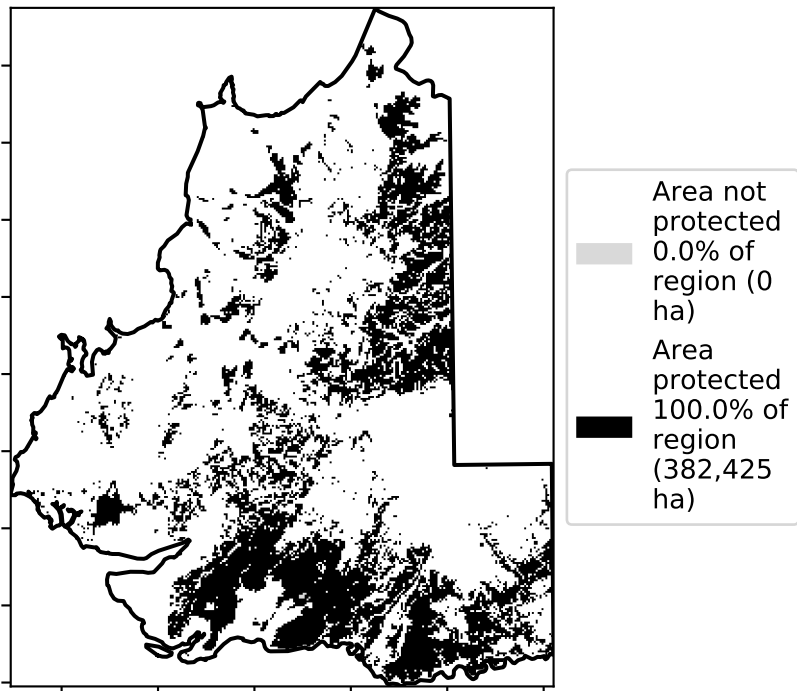 Area not
protected
0.0% of
region (0
ha)
Area
protected
100.0% of
region
(382,425
ha)